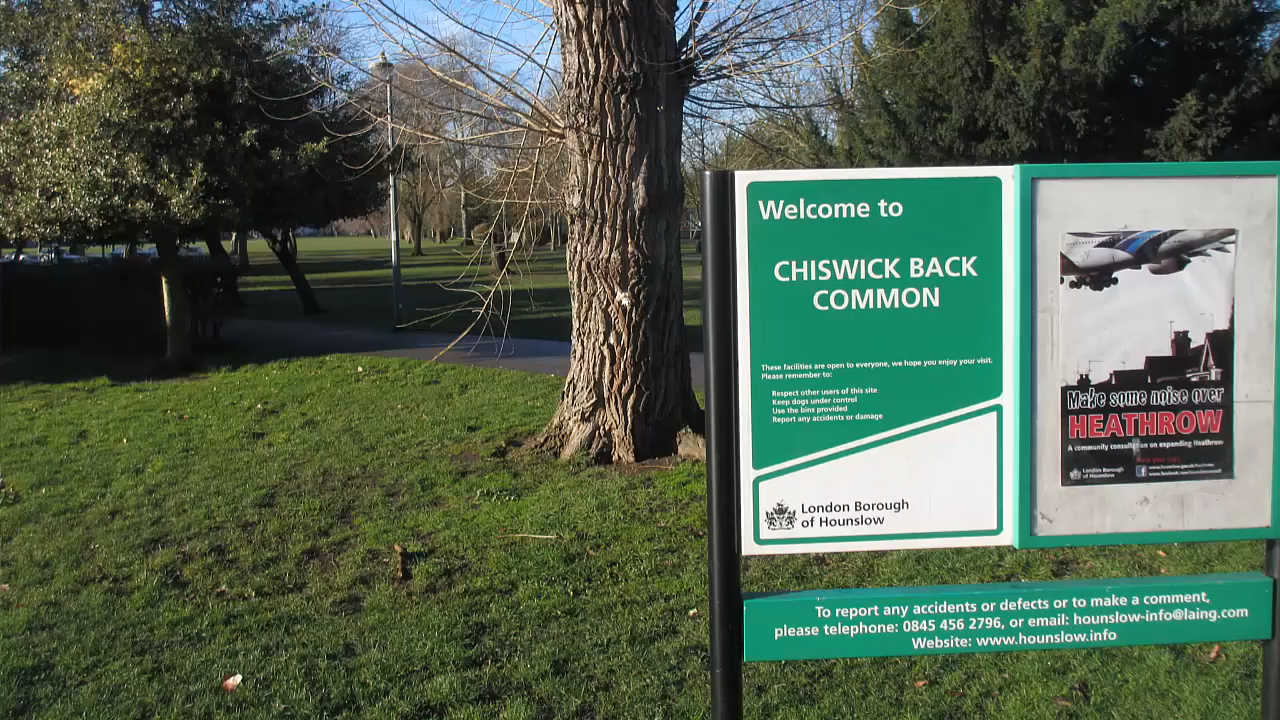 Welcome to
CHISWICK BACK
COMMON
These facilities are open to everyone, we hope you enjoy your visit.
Please remember to:
Respect other users of this site
Keep dogs under control
Use the bins provided
Report any accidents or damage
London Borough
of Hounslow
Make some noise over
HEATHROW
A community consultation on expanding Heathrow
London Borough
of Hounslow
To report any accidents or defects or to make a comment,
please telephone: 0845 456 2796, or email: hounslow-info@laing.com
Website: www.hounslow.info